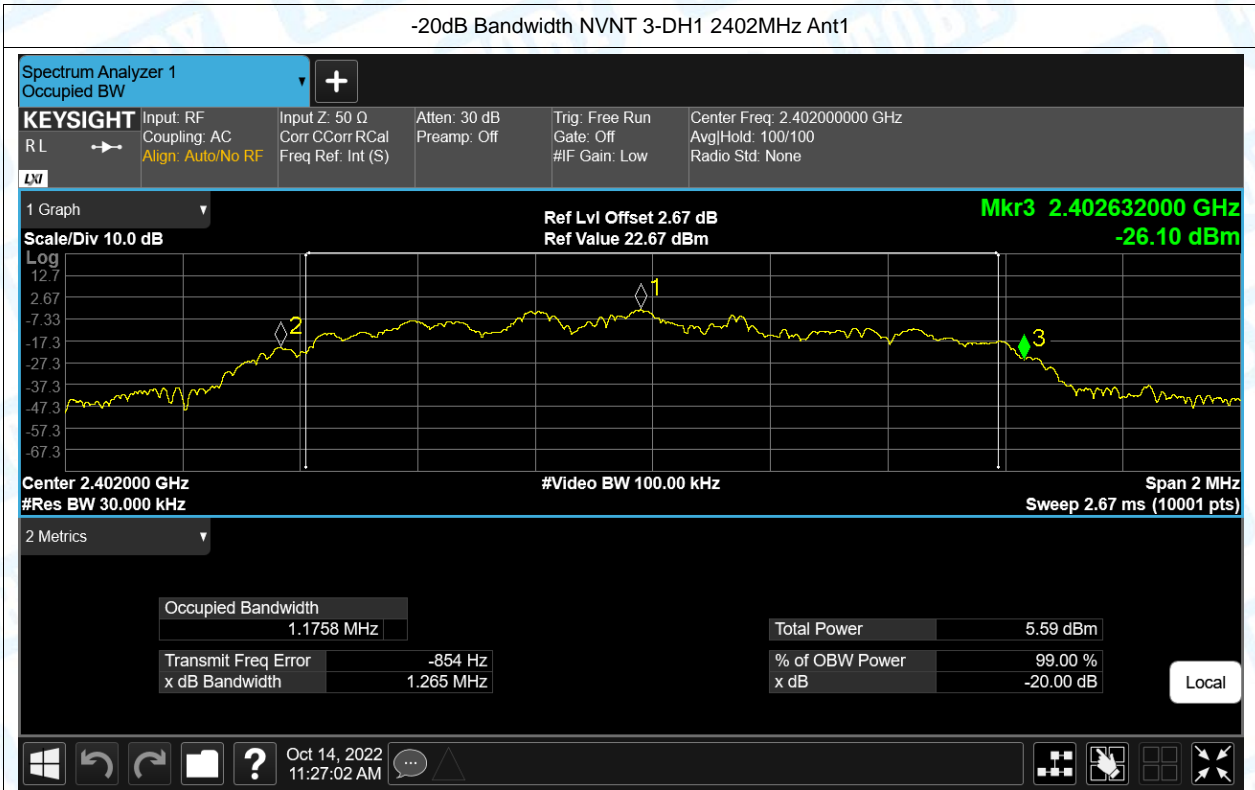 -20dB Bandwidth NVNT 3-DH1 2402MHz Ant1
Spectrum Analyzer 1
Occupied BW
KEYSIGHT
RL
LXI
Input: RF
Coupling: AC
Align: Auto/No RF
Input Z: 50 Ω
Corr CCorr RCal
Freq Ref: Int (S)
Atten: 30 dB
Preamp: Off
Trig: Free Run
Gate: Off
#IF Gain: Low
Center Freq: 2.402000000 GHz
Avg|Hold: 100/100
Radio Std: None
1 Graph
Scale/Div 10.0 dB
Ref Lvl Offset 2.67 dB
Ref Value 22.67 dBm
Mkr3 2.402632000 GHz
-26.10 dBm
Log
12.7
2.67
-7.33
-17.3
-27.3
-37.3
-47.3
-57.3
-67.3
1
2
3
Center 2.402000 GHz
#Res BW 30.000 kHz
#Video BW 100.00 kHz
Span 2 MHz
Sweep 2.67 ms (10001 pts)
2 Metrics
Occupied Bandwidth
1.1758 MHz
Transmit Freq Error -854 Hz
x dB Bandwidth 1.265 MHz
Total Power 5.59 dBm
% of OBW Power 99.00 %
x dB -20.00 dB
Local
Oct 14, 2022
11:27:02 AM